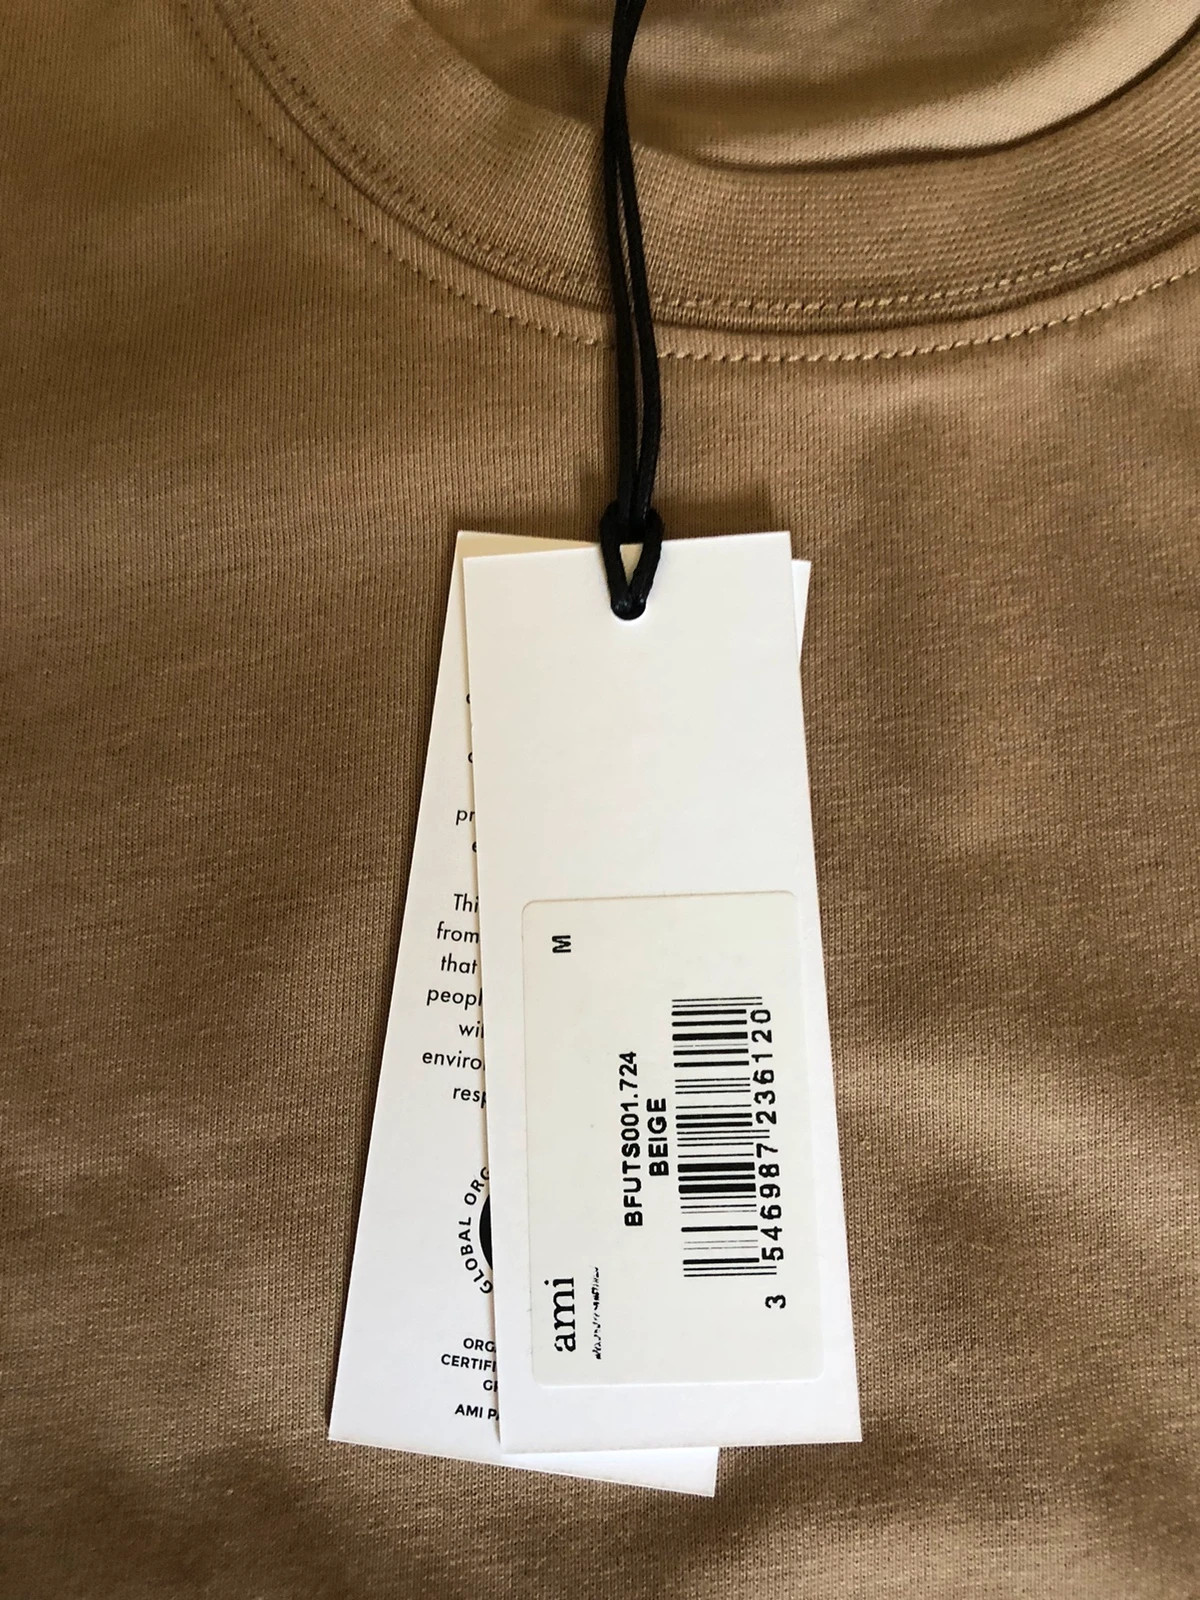 M
BFUTS001.724
BEIGE
3 546987 236120
ami
pr
e
Thi
from
that
peopl
wi
enviro
resp
GLOBAL ORG
ORG
CERTIFI
AMI P